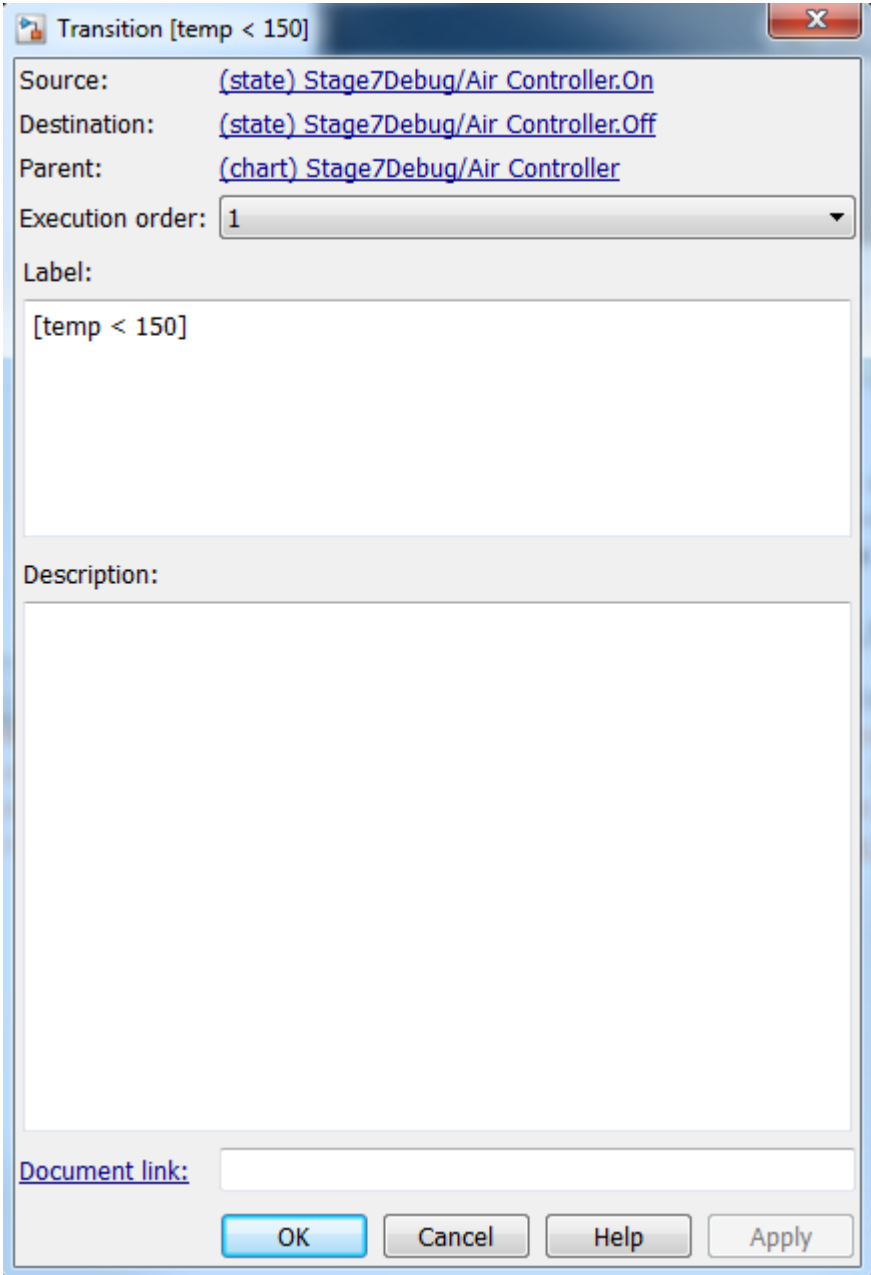 Transition [temp < 150]
Source: (state) Stage7Debug/Air Controller.On
Destination: (state) Stage7Debug/Air Controller.Off
Parent: (chart) Stage7Debug/Air Controller
Execution order: 1
Label:
[temp < 150]
Description:
Document link:
OK Cancel Help Apply